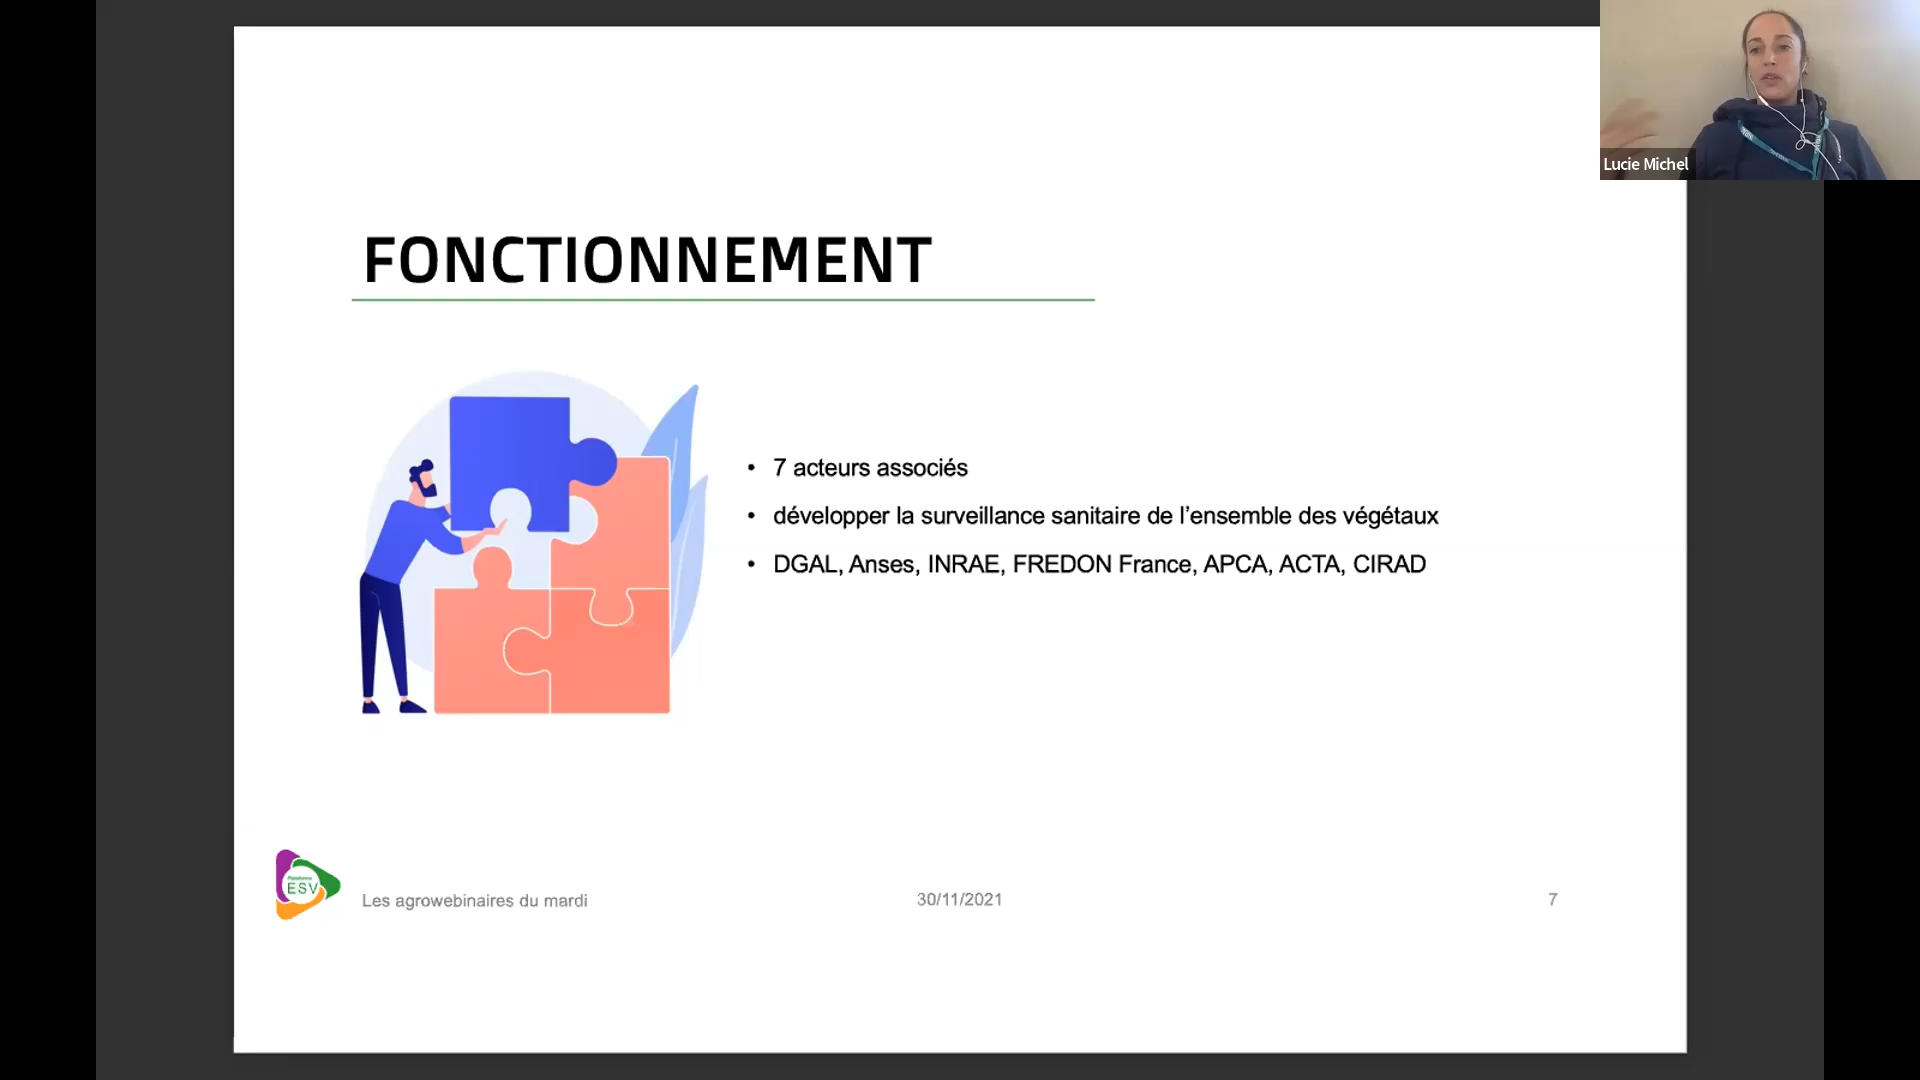 Lucie Michel
FONCTIONNEMENT
• 7 acteurs associés
• développer la surveillance sanitaire de l’ensemble des végétaux
• DGAL, Anses, INRAE, FREDON France, APCA, ACTA, CIRAD
Plateforme
ESV
Les agrowebinaires du mardi
30/11/2021
7